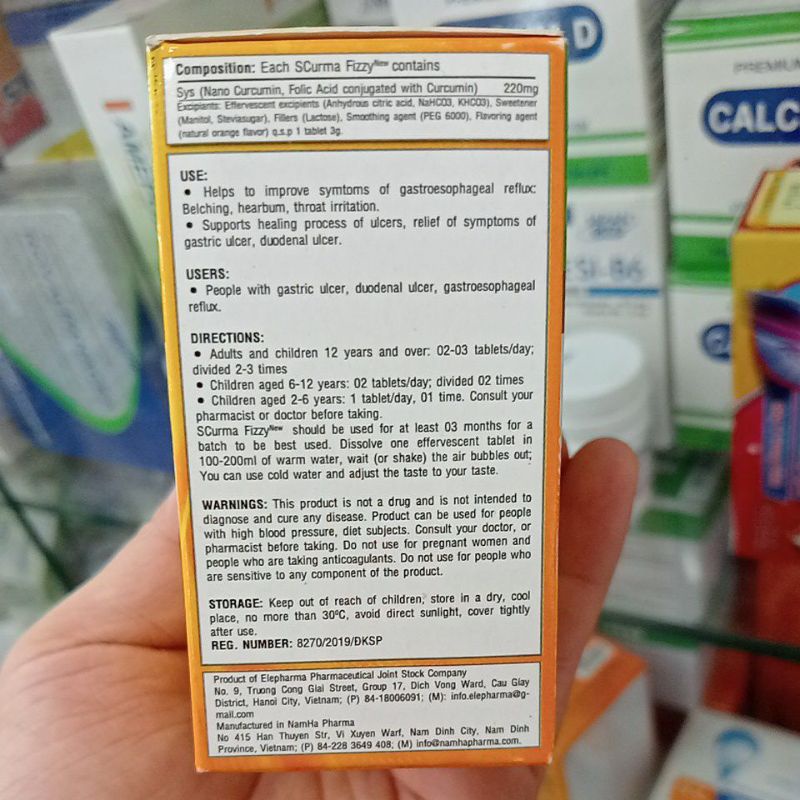 Composition: Each SCurma Fizzy New contains
Sys (Nano Curcumin, Folic Acid conjugated with Curcumin) 220mg
Excipiants: Effervescent excipients (Anhydrous citric acid, NaHCO3, KHCO3), Sweetener
(Manitol, Steviasugar), Fillers (Lactose), Smoothing agent (PEG 6000), Flavoring agent
(natural orange flavor) q.s.p 1 tablet 3g.
USE:
• Helps to improve symtoms of gastroesophageal reflux:
Belching, hearbum, throat irritation.
• Supports healing process of ulcers, relief of symptoms of
gastric ulcer, duodenal ulcer.
USERS:
• People with gastric ulcer, duodenal ulcer, gastroesophageal
reflux.
DIRECTIONS:
• Adults and children 12 years and over: 02-03 tablets/day;
divided 2-3 times
• Children aged 6-12 years: 02 tablets/day; divided 02 times
• Children aged 2-6 years: 1 tablet/day, 01 time. Consult your
pharmacist or doctor before taking.
SCurma Fizzy New should be used for at least 03 months for a
batch to be best used. Dissolve one effervescent tablet in
100-200ml of warm water, wait (or shake) the air bubbles out;
You can use cold water and adjust the taste to your taste.
WARNINGS: This product is not a drug and is not intended to
diagnose and cure any disease. Product can be used for people
with high blood pressure, diet subjects. Consult your doctor, or
pharmacist before taking. Do not use for pregnant women and
people who are taking anticoagulants. Do not use for people who
are sensitive to any component of the product.
STORAGE: Keep out of reach of children, store in a dry, cool
place, no more than 30ºC, avoid direct sunlight, cover tightly
after use.
REG. NUMBER: 8270/2019/ĐKSP
Product of Elepharma Pharmaceutical Joint Stock Company
No. 9, Truong Cong Giai Street, Group 17, Dich Vong Ward, Cau Giay
District, Hanoi City, Vietnam; (P) 84-18006091; (M): info.elepharma@g-
mail.com
Manufactured in NamHa Pharma
No 415 Han Thuyen Str, Vi Xuyen Warf, Nam Dinh City, Nam Dinh
Province, Vietnam; (P) 84-228 3649 408; (M) info@namhapharma.com.
D
PREMIUM
CALC
SI-B6